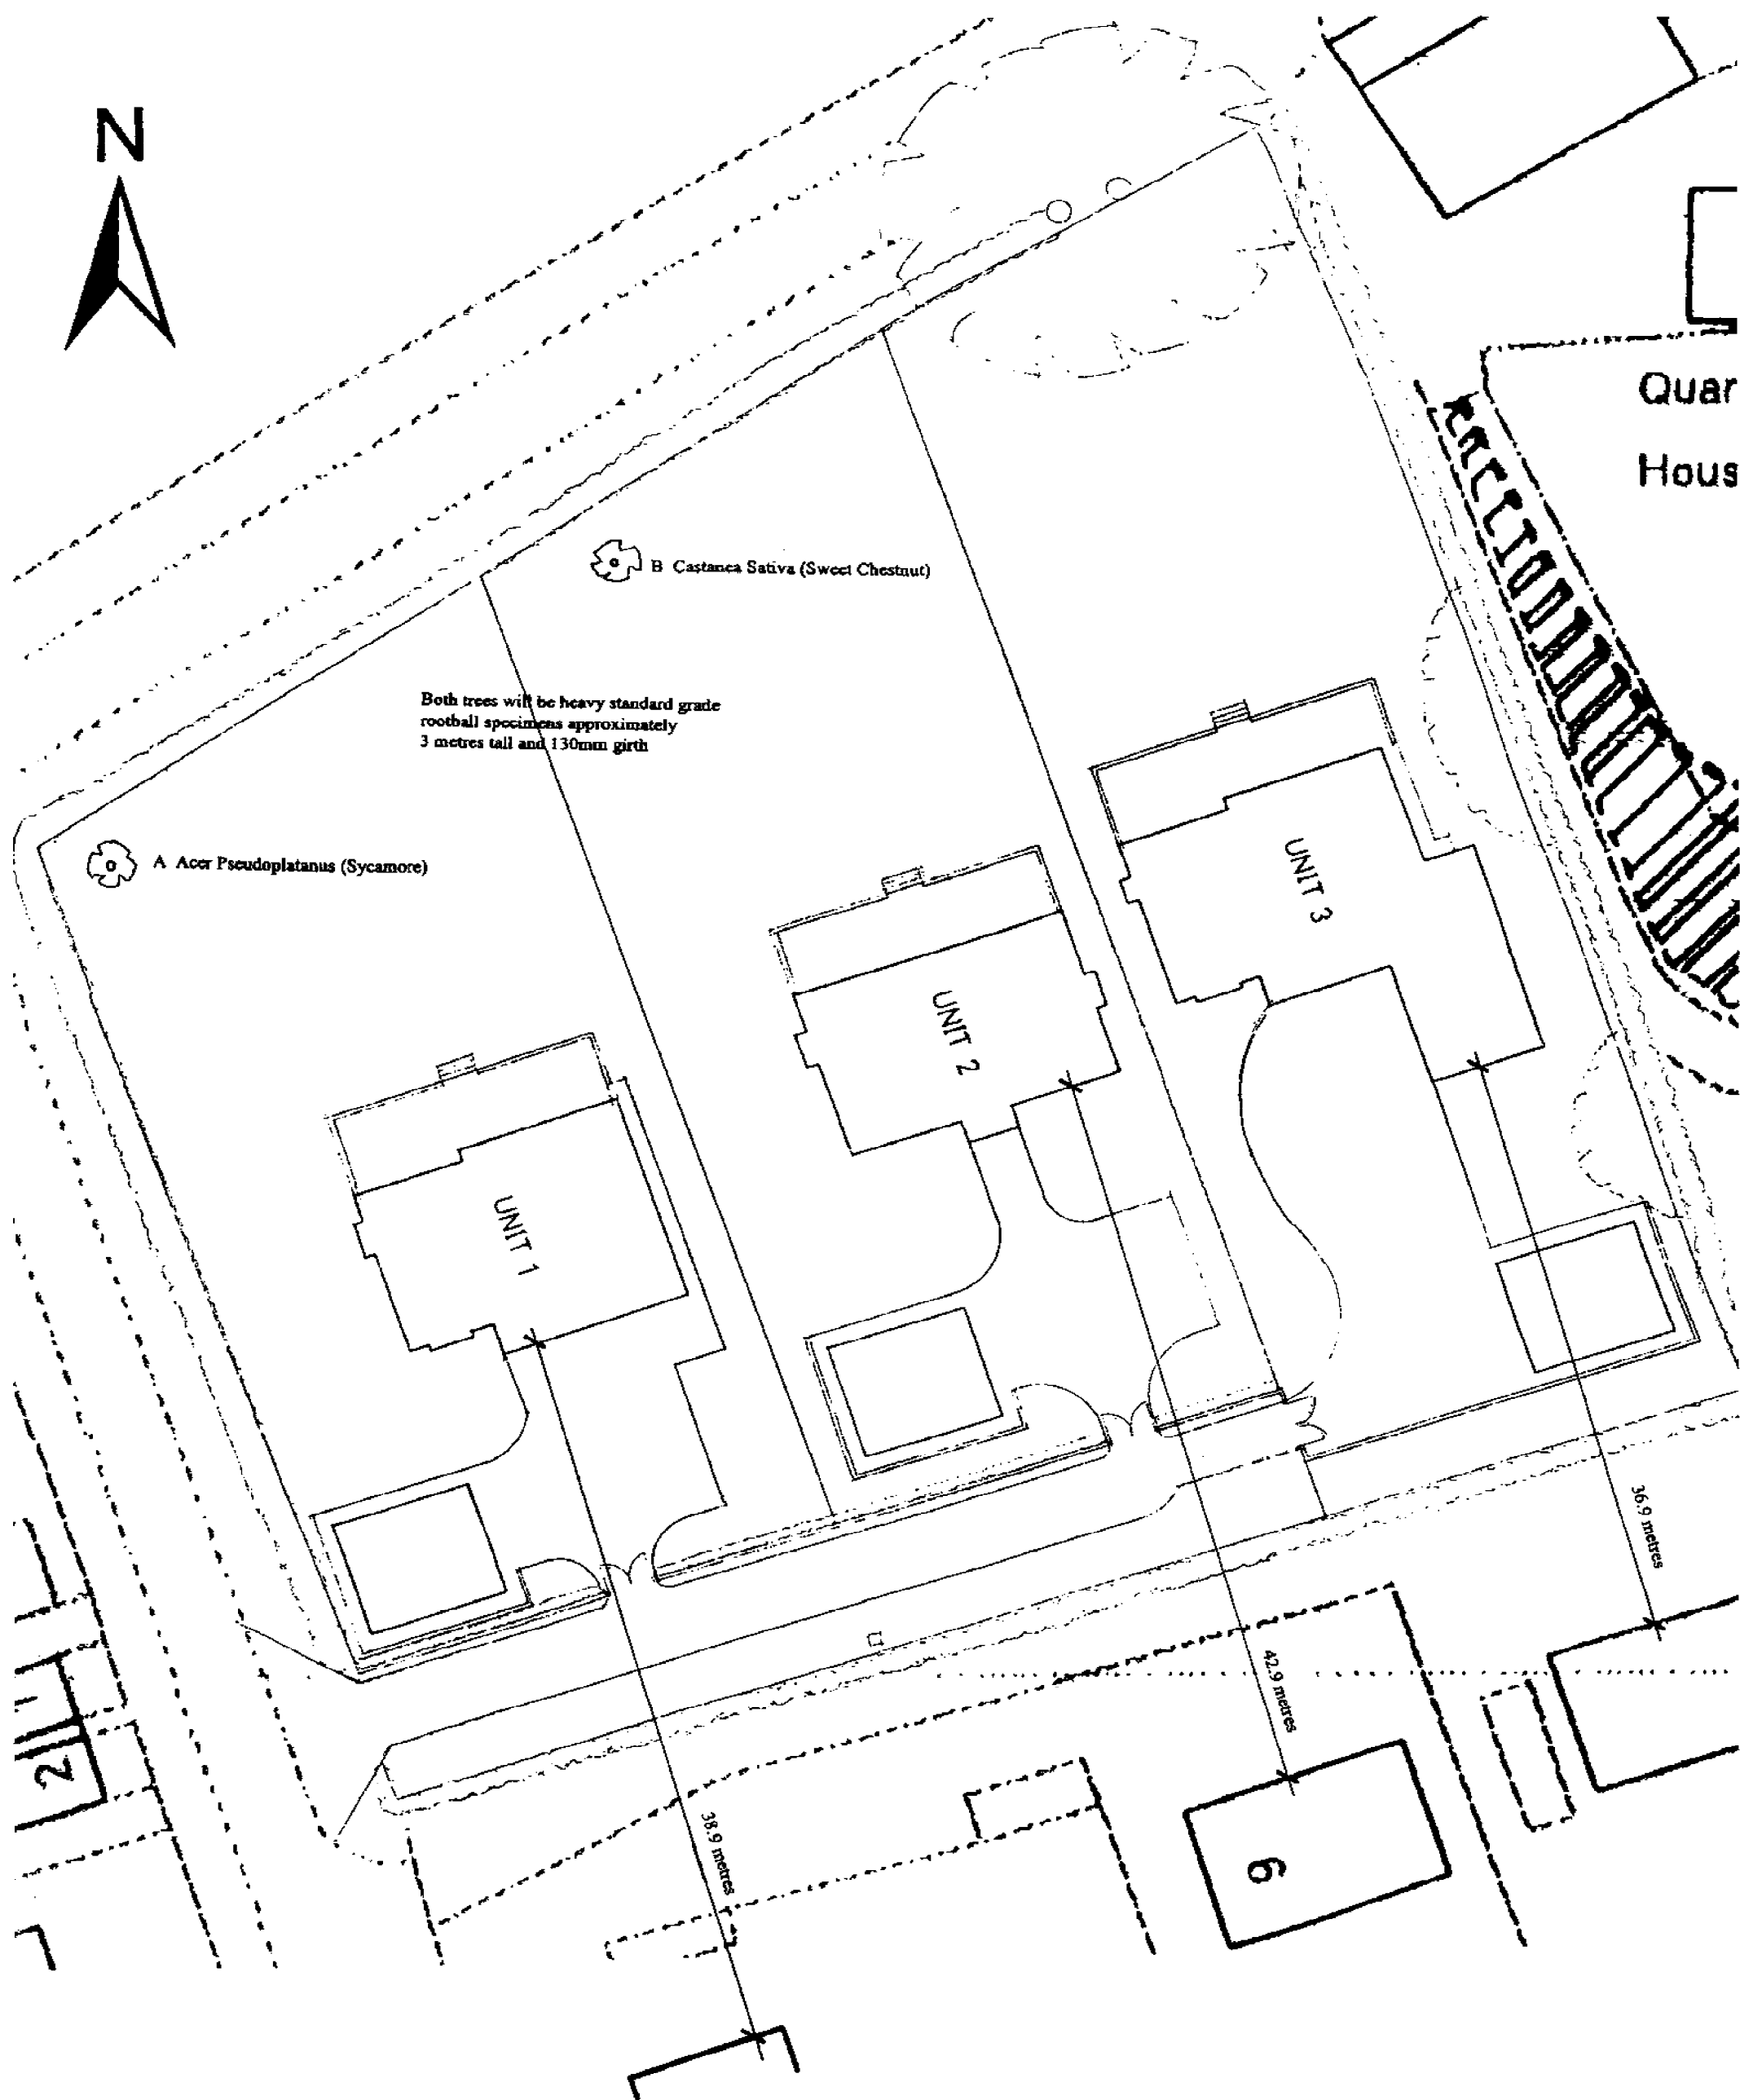 N
Quar
Hous
B Castanea Sativa (Sweet Chestnut)
Both trees will be heavy standard grade
rootball specimens approximately
3 metres tall and 130mm girth
A Acer Pseudoplatanus (Sycamore)
UNIT 3
UNIT 2
UNIT 1
36.9 metres
42.9 metres
38.9 metres
2
9